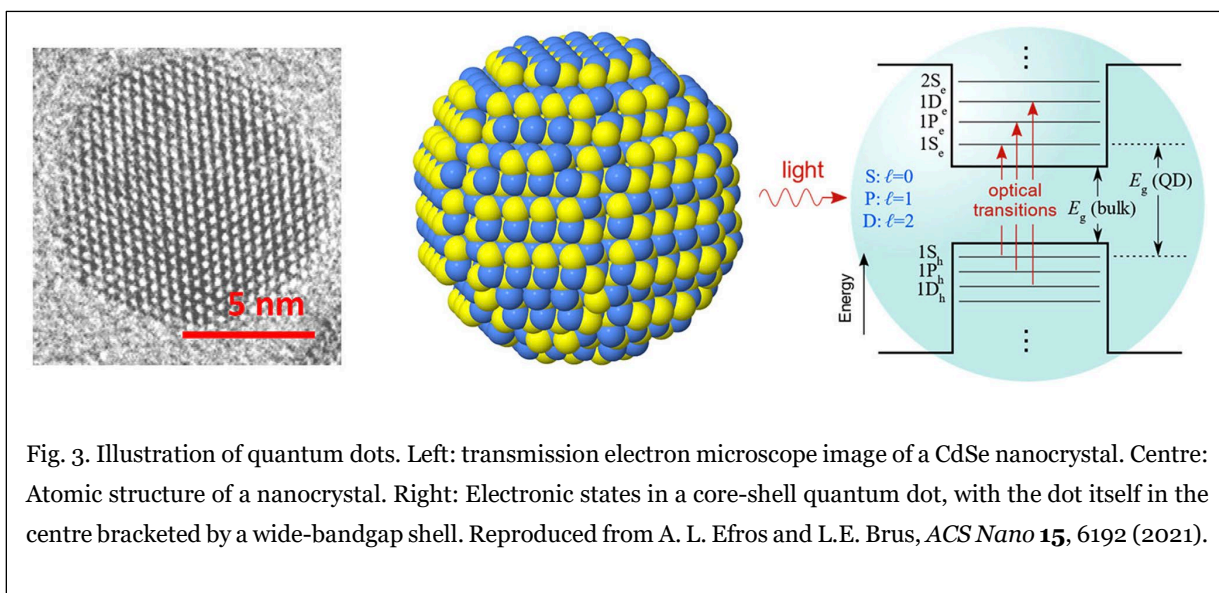 5 nm
light
S: ℓ=0
P: ℓ=1
D: ℓ=2
2Sₑ
1Dₑ
1Pₑ
1Sₑ
optical
transitions
E_g (bulk)
E_g (QD)
1Sₕ
1Pₕ
1Dₕ
Energy
Fig. 3. Illustration of quantum dots. Left: transmission electron microscope image of a CdSe nanocrystal. Centre:
Atomic structure of a nanocrystal. Right: Electronic states in a core-shell quantum dot, with the dot itself in the
centre bracketed by a wide-bandgap shell. Reproduced from A. L. Efros and L.E. Brus, ACS Nano 15, 6192 (2021).